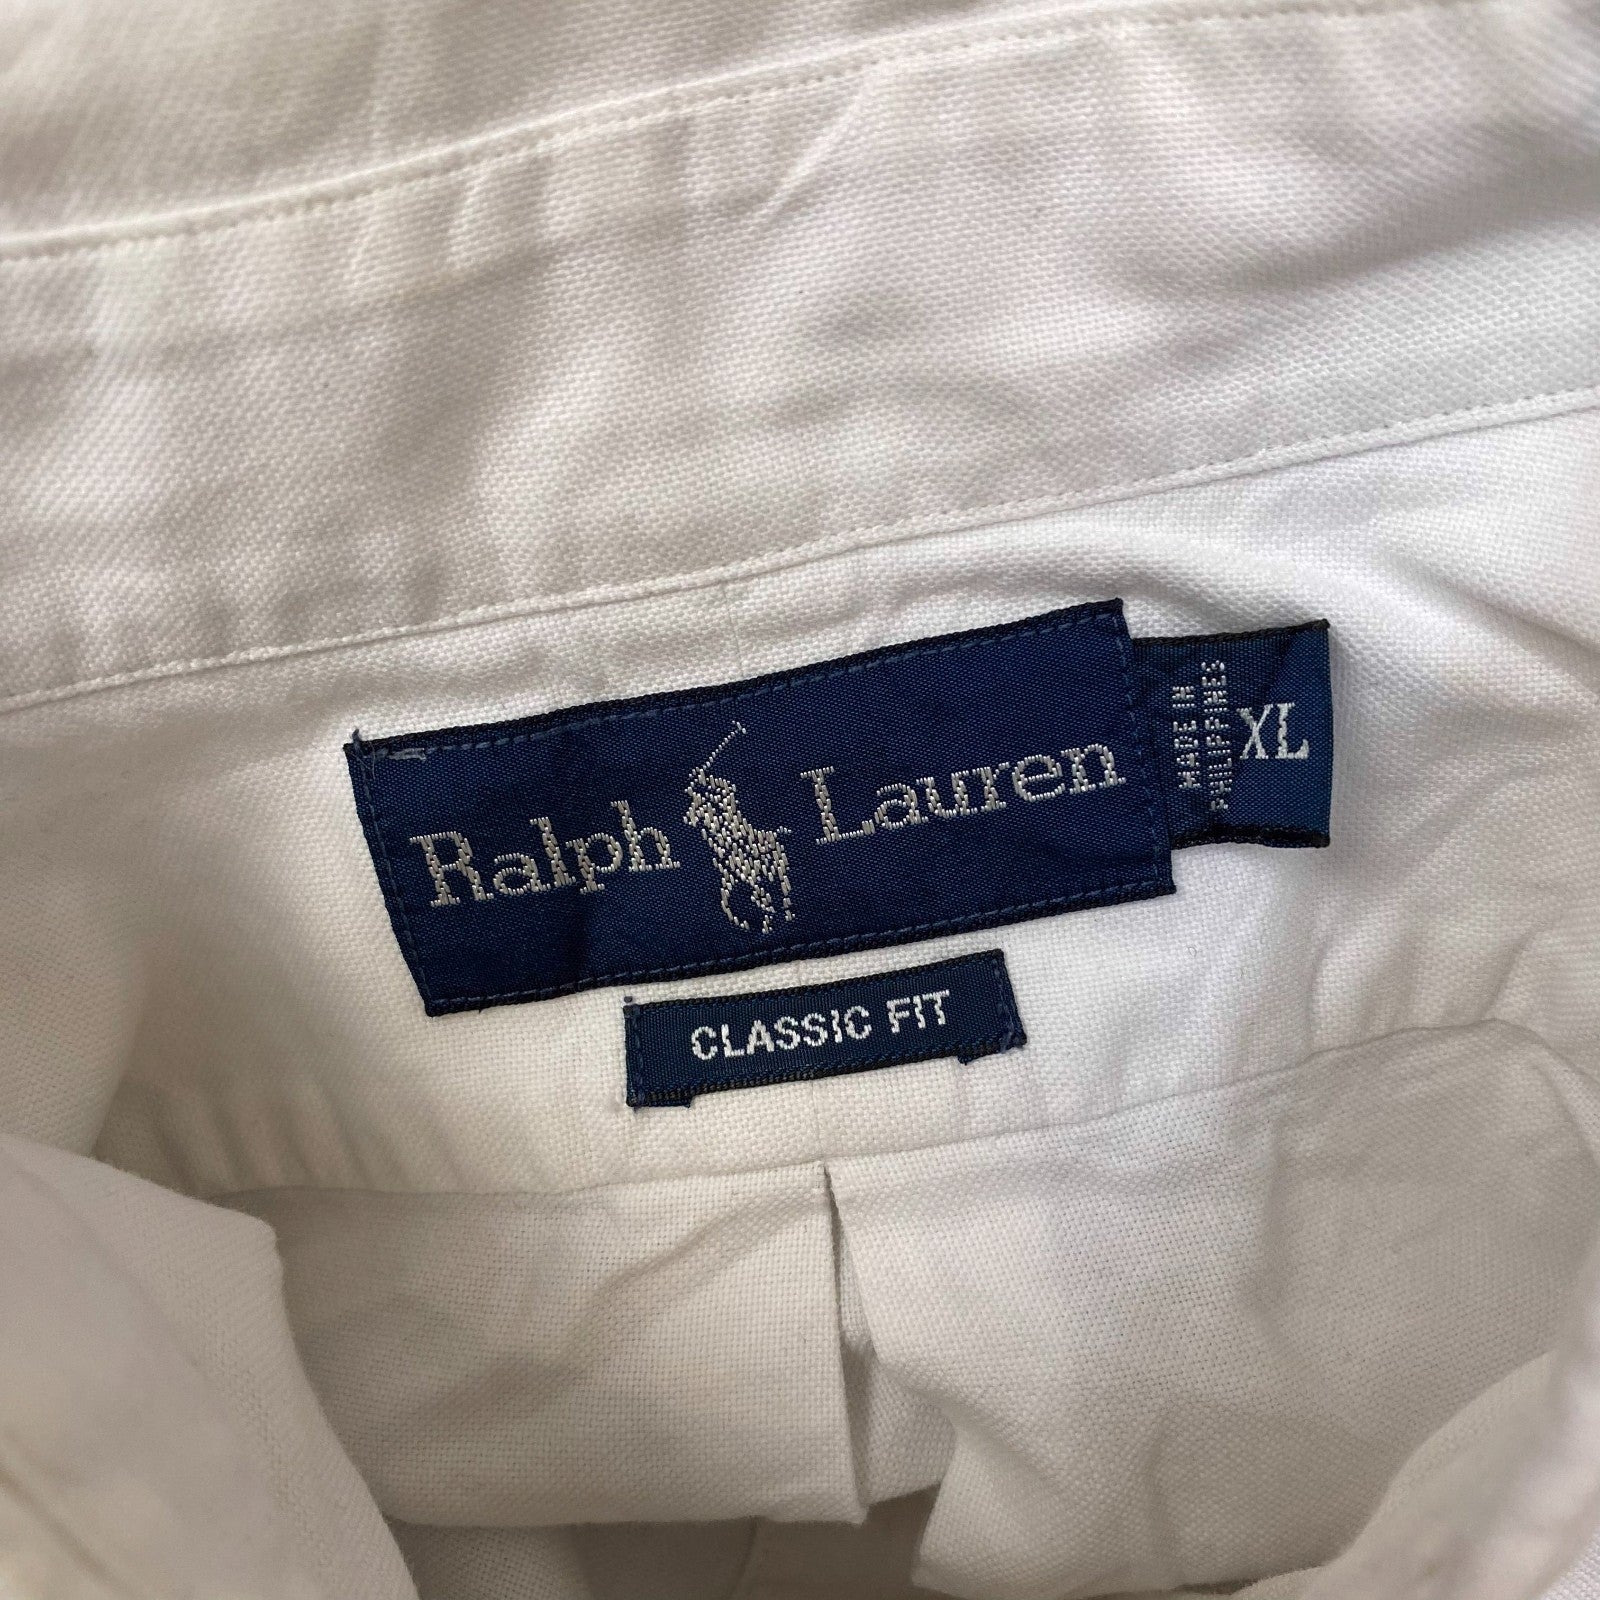 Ralph Lauren
MADE IN
PHILIPPINES
XL
CLASSIC FIT